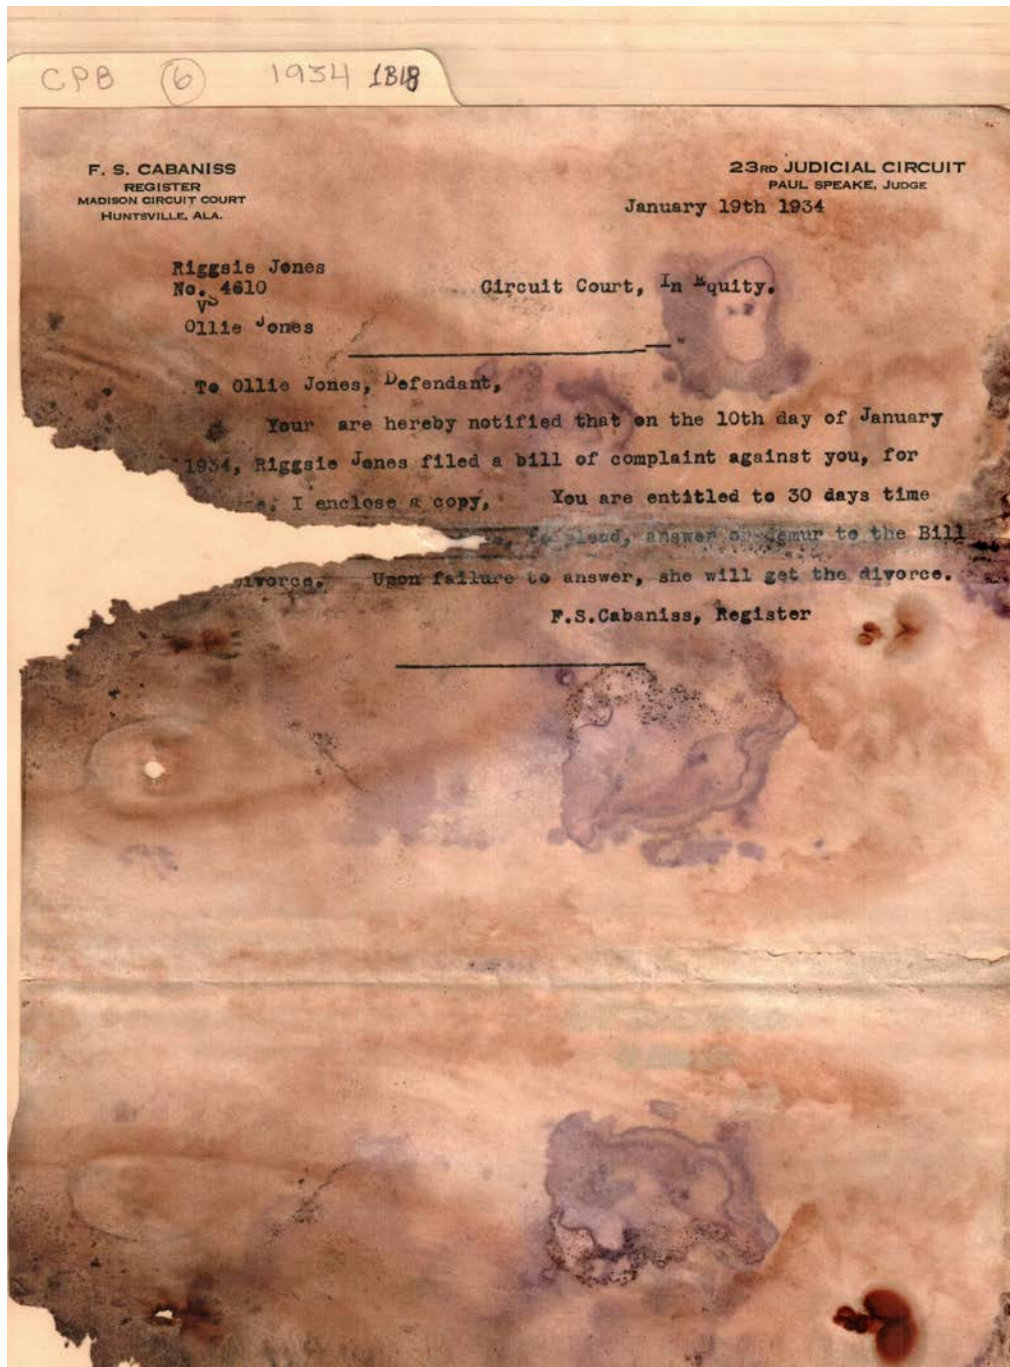 CPB 6 1934 1B18
F. S. CABANISS
REGISTER
MADISON CIRCUIT COURT
HUNTSVILLE, ALA.
23RD JUDICIAL CIRCUIT
PAUL SPEAKE, JUDGE
January 19th 1934
Riggsie Jones
No. 4610
vs
Ollie Jones
Circuit Court, In Equity.
To Ollie Jones, Defendant,
Your are hereby notified that on the 10th day of January
1934, Riggsie Jones filed a bill of complaint against you, for
I enclose a copy, You are entitled to 30 days time
to plead, answer or demur to the Bill
divorce. Upon failure to answer, she will get the divorce.
F.S.Cabaniss, Register